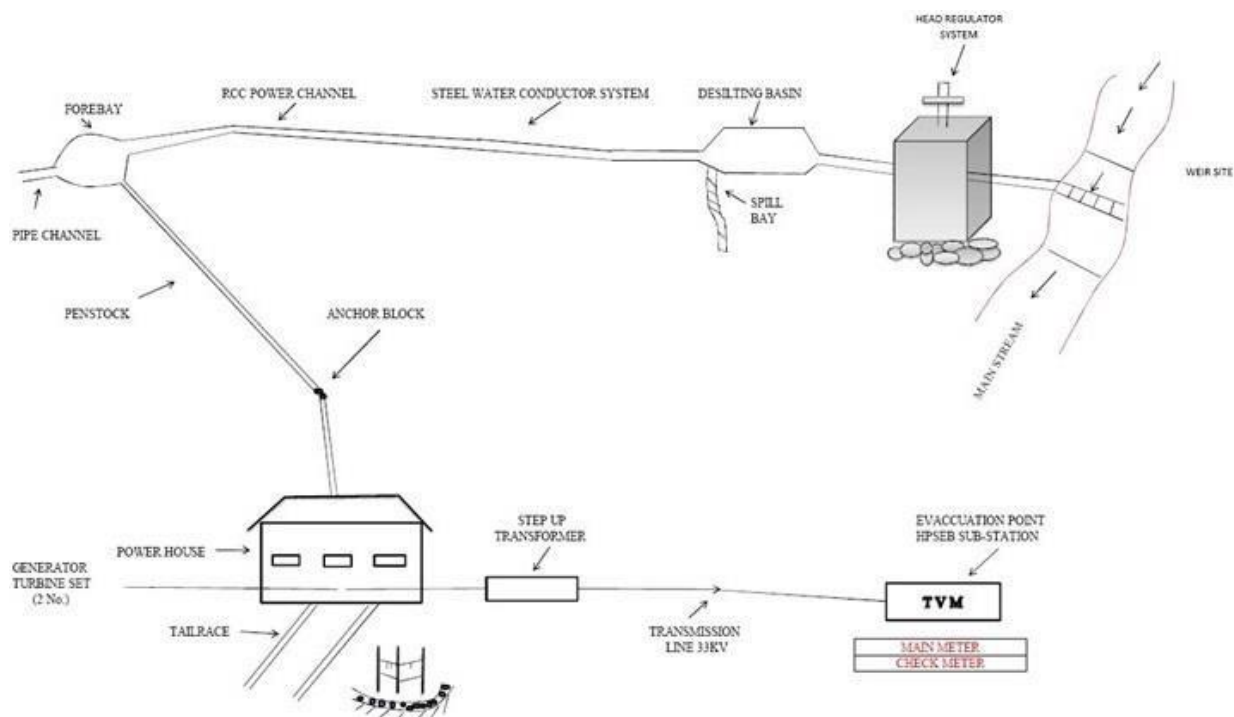 HEAD REGULATOR
SYSTEM
RCC POWER CHANNEL
STEEL WATER CONDUCTOR SYSTEM
DESILTING BASIN
FOREBAY
WEIR SITE
SPILL
BAY
PIPE CHANNEL
PENSTOCK
ANCHOR BLOCK
MAIN STREAM
STEP UP
TRANSFORMER
EVACCUATION POINT
HPSEB SUB-STATION
POWER HOUSE
GENERATOR
TURBINE SET
(2 No.)
TVM
TAILRACE
TRANSMISSION
LINE 33KV
MAIN METER
CHECK METER